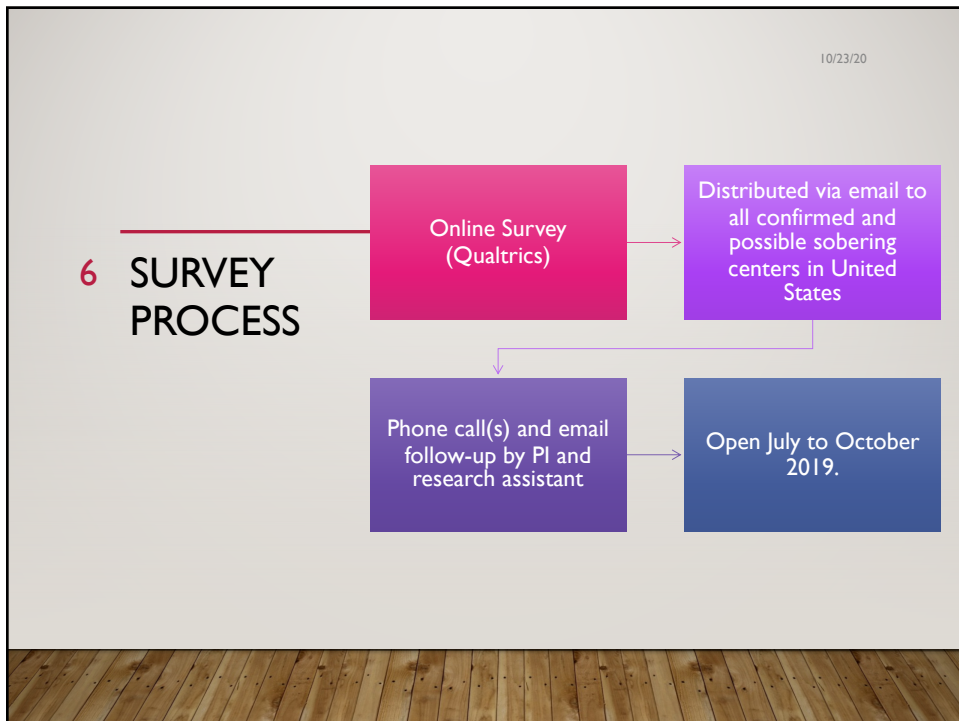 10/23/20
6 SURVEY
PROCESS
Online Survey
(Qualtrics)
Distributed via email to
all confirmed and
possible sobering
centers in United
States
Phone call(s) and email
follow-up by PI and
research assistant
Open July to October
2019.